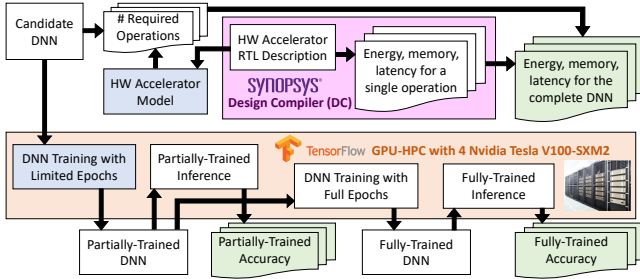 Candidate
DNN
# Required
Operations
HW Accelerator
Model
HW Accelerator
RTL Description
SYNOPSYS®
Design Compiler (DC)
Energy, memory,
latency for a
single operation
Energy, memory,
latency for the
complete DNN
TensorFlow GPU-HPC with 4 Nvidia Tesla V100-SXM2
DNN Training with
Limited Epochs
Partially-Trained
Inference
DNN Training with
Full Epochs
Fully-Trained
Inference
Partially-Trained
DNN
Partially-Trained
Accuracy
Fully-Trained
DNN
Fully-Trained
Accuracy